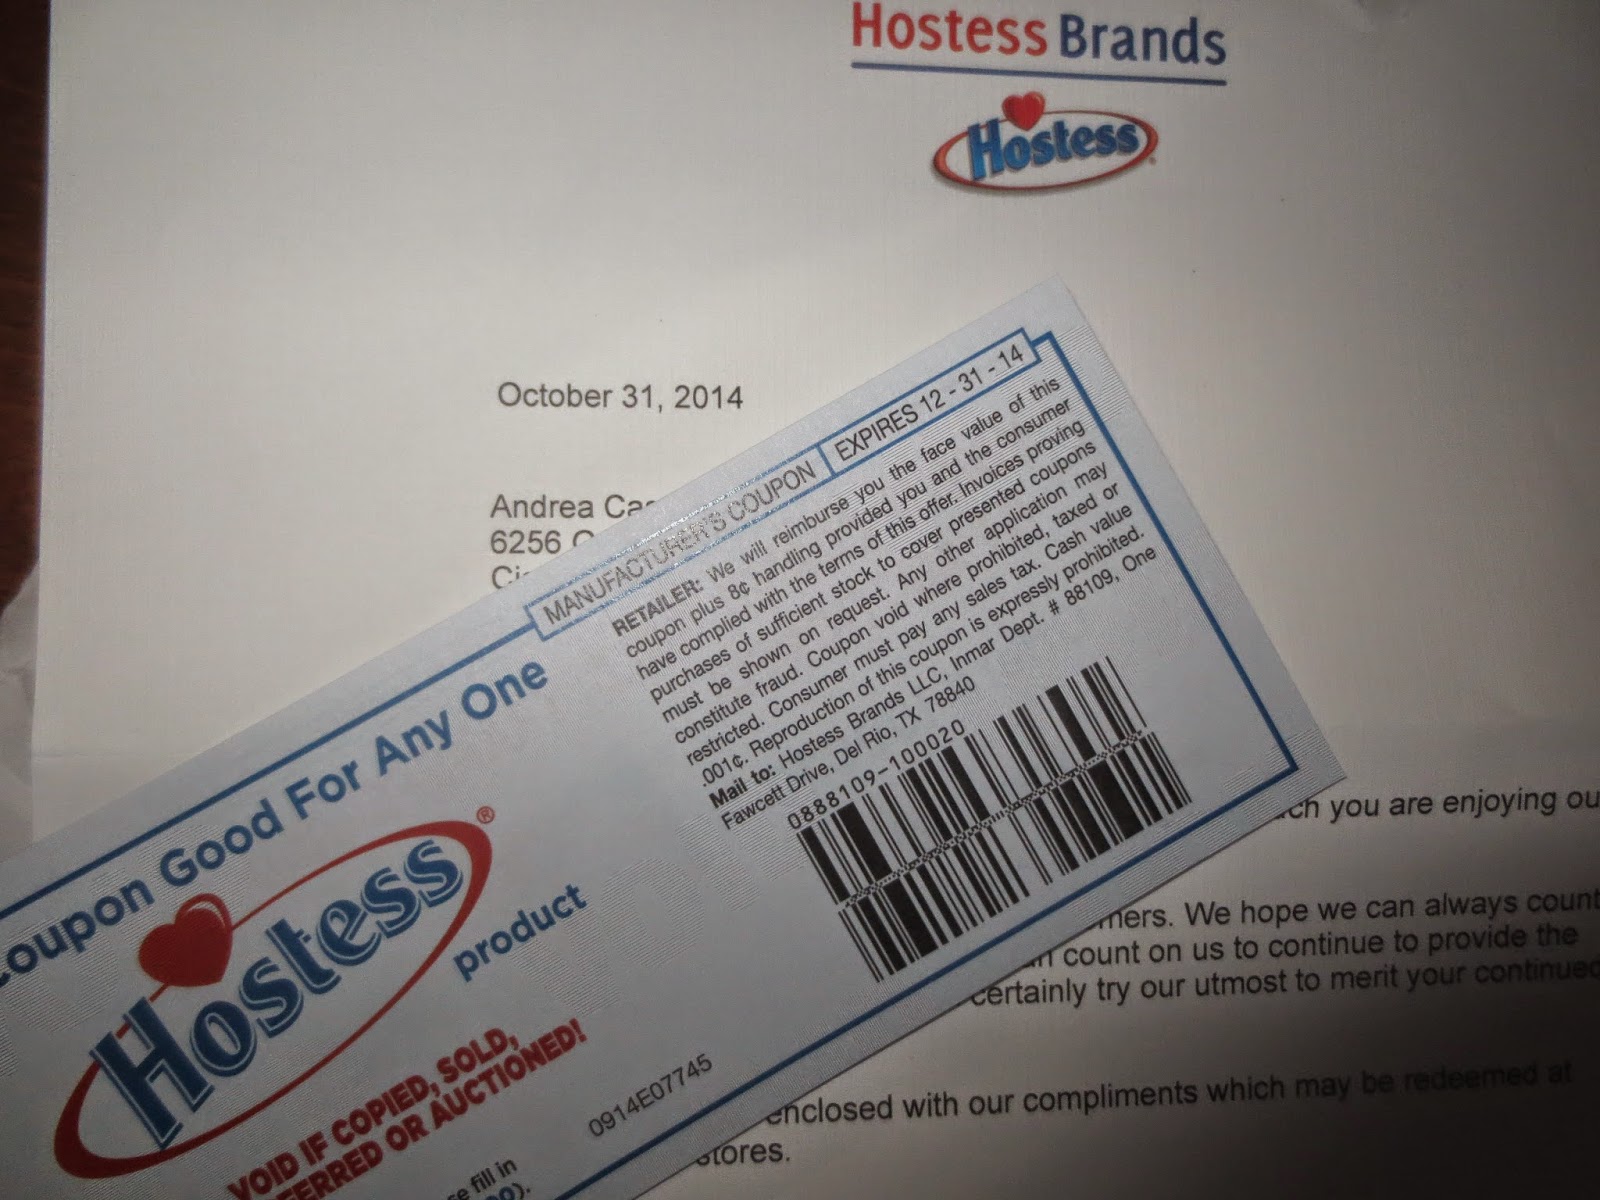 Hostess Brands
Hostess
October 31, 2014
Andrea
6256
MANUFACTURER'S COUPON
EXPIRES 12 - 31 - 14
RETAILER: We will reimburse you the face value of this
coupon plus 8¢ handling provided you and the consumer
have complied with the terms of this offer. Invoices proving
purchases of sufficient stock to cover presented coupons
must be shown on request. Any other application may
constitute fraud. Coupon void where prohibited, taxed or
restricted. Consumer must pay any sales tax. Cash value
.001¢. Reproduction of this coupon is expressly prohibited.
Mail to: Hostess Brands LLC, Inmar Dept. # 88109, One
Fawcett Drive, Del Rio, TX 78840
0888109-100020
Coupon Good For Any One
Hostess®
product
VOID IF COPIED, SOLD,
OR AUCTIONED!
0914E07745
fill in
you are enjoying
We hope we can always count
count on us to continue to provide the
certainly try our utmost to merit your continued
enclosed with our compliments which may be redeemed at
stores.